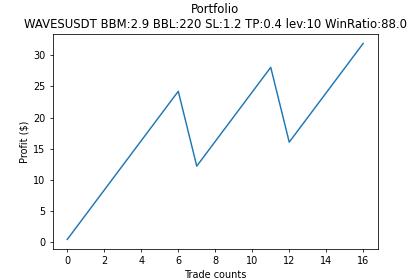 Portfolio
WAVESUSDT BBM:2.9 BBL:220 SL:1.2 TP:0.4 lev:10 WinRatio:88.0
30
25
20
15
10
5
0
Profit ($)
0 2 4 6 8 10 12 14 16
Trade counts